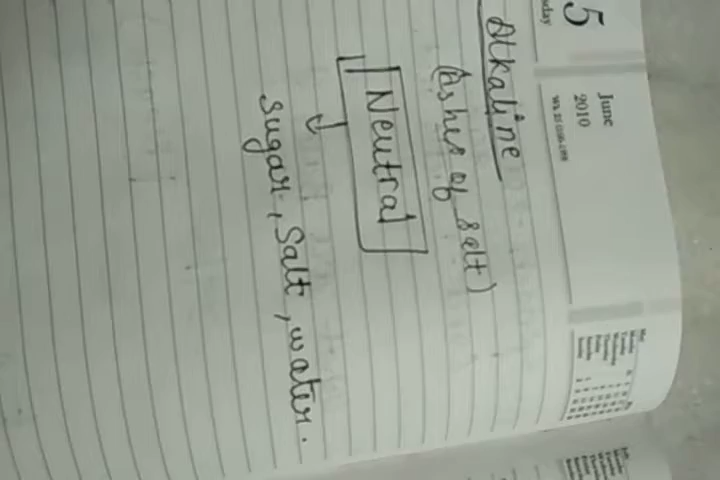 5
June
2010
Alkaline
(Ashes of salt)
Neutral
sugar, Salt, water.